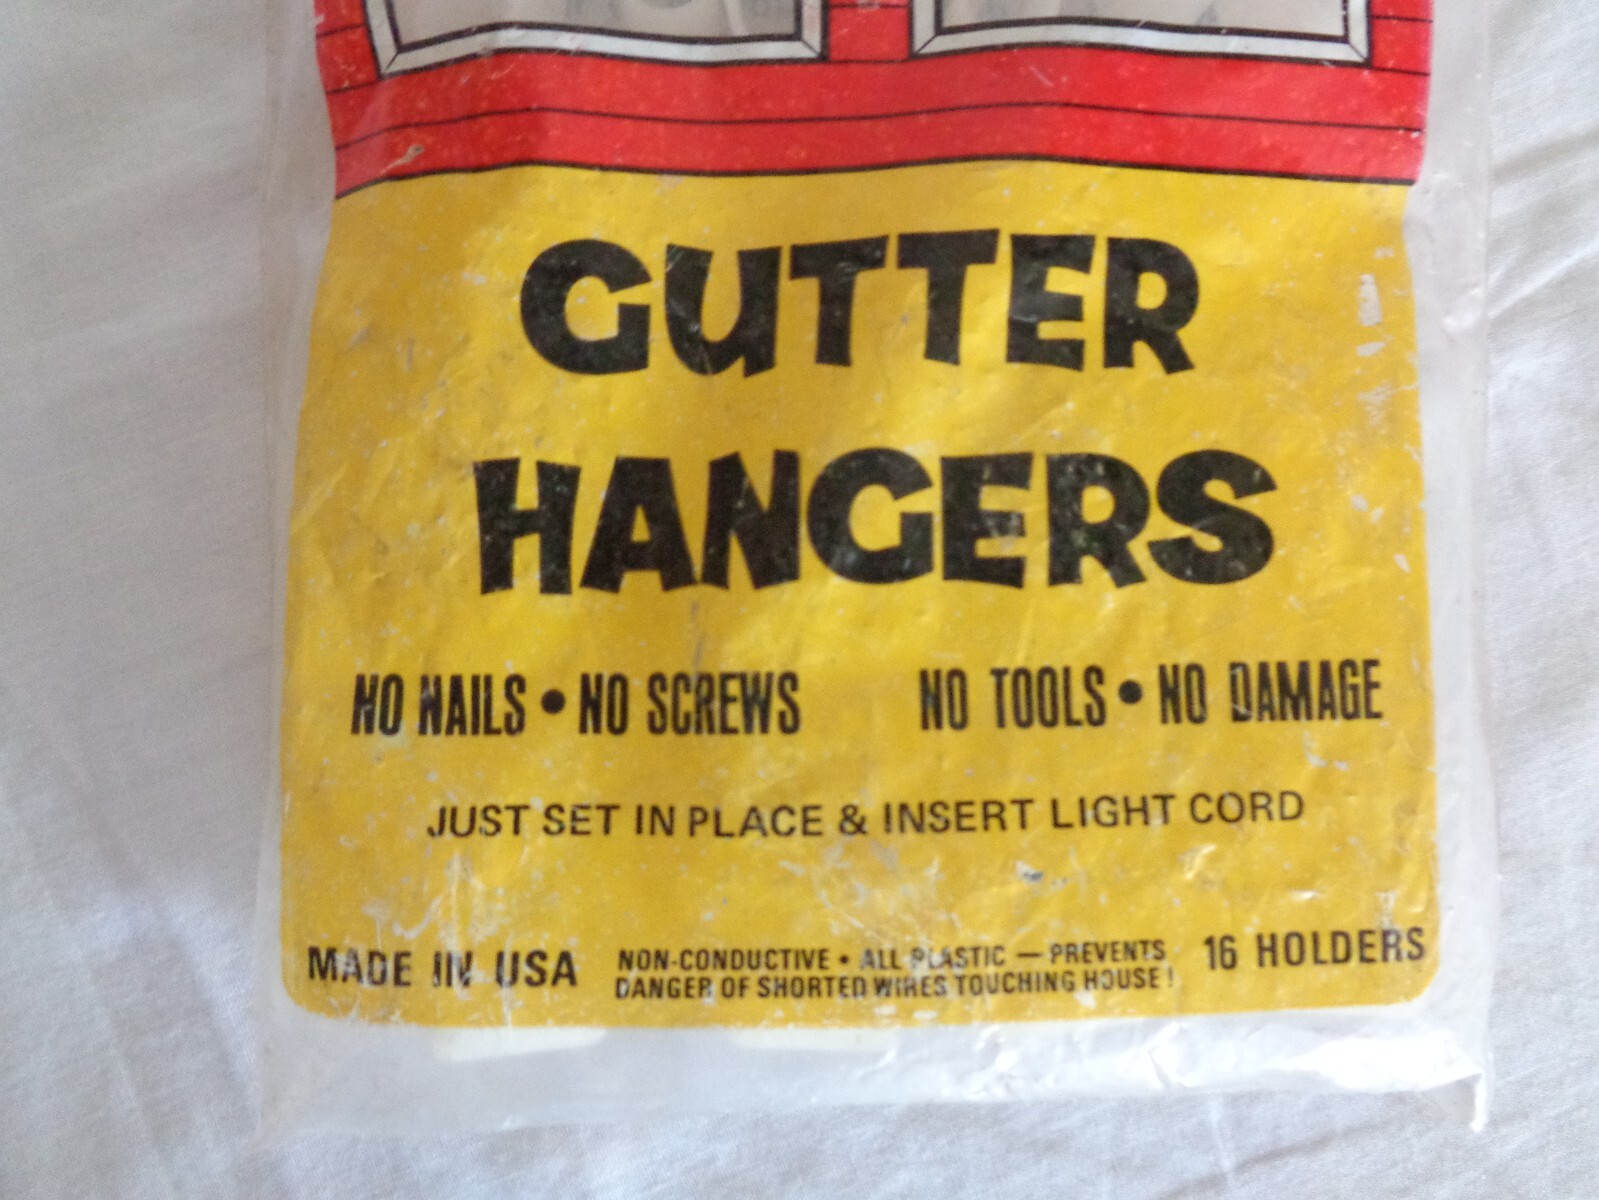 GUTTER
HANGERS
NO NAILS • NO SCREWS NO TOOLS • NO DAMAGE
JUST SET IN PLACE & INSERT LIGHT CORD
MADE IN USA
NON-CONDUCTIVE • ALL PLASTIC — PREVENTS
DANGER OF SHORTED WIRES TOUCHING HOUSE!
16 HOLDERS